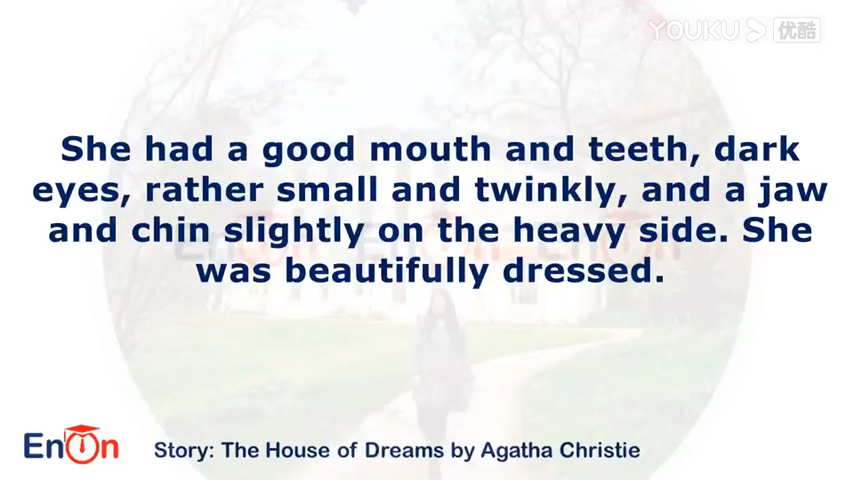 YOUKU 优酷
She had a good mouth and teeth, dark
eyes, rather small and twinkly, and a jaw
and chin slightly on the heavy side. She
was beautifully dressed.
EnOn
Story: The House of Dreams by Agatha Christie